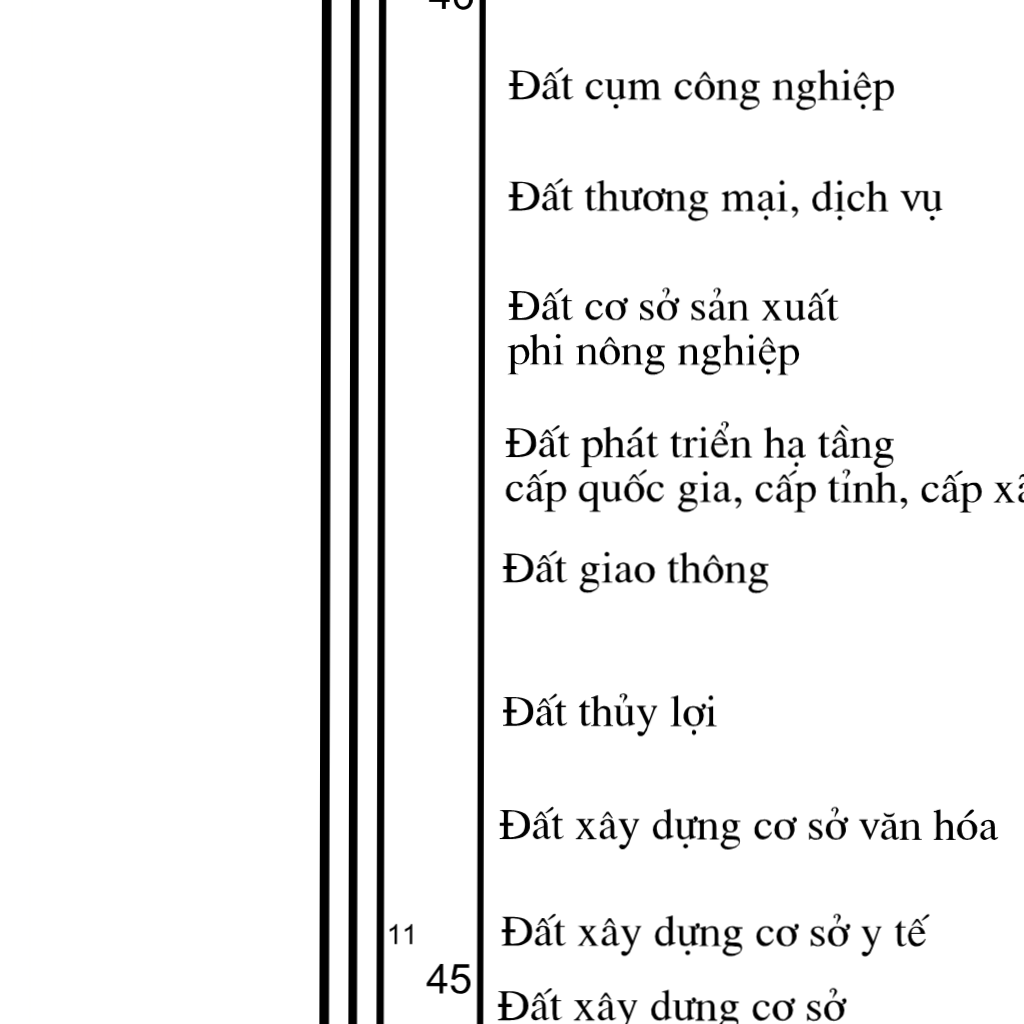 Đất cụm công nghiệp
Đất thương mại, dịch vụ
Đất cơ sở sản xuất
phi nông nghiệp
Đất phát triển hạ tầng
cấp quốc gia, cấp tỉnh, cấp
Đất giao thông
Đất thủy lợi
Đất xây dựng cơ sở văn hóa
11
Đất xây dựng cơ sở y tế
45
Đất xây dựng cơ sở